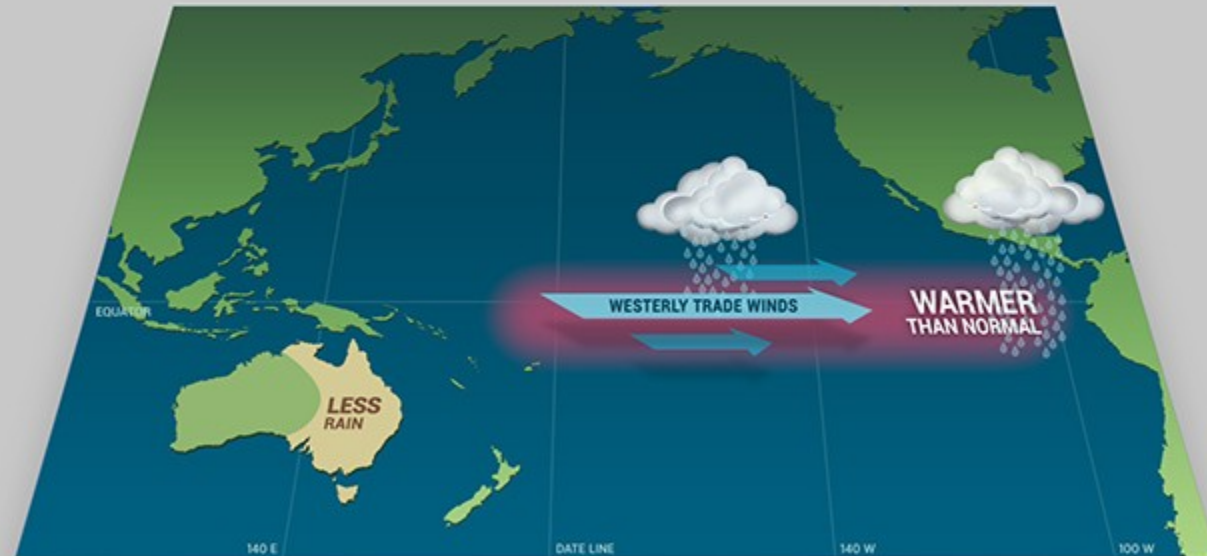 WESTERLY TRADE WINDS
WARMER
THAN NORMAL
EQUATOR
LESS
RAIN
140 E
DATE LINE
140 W
100 W